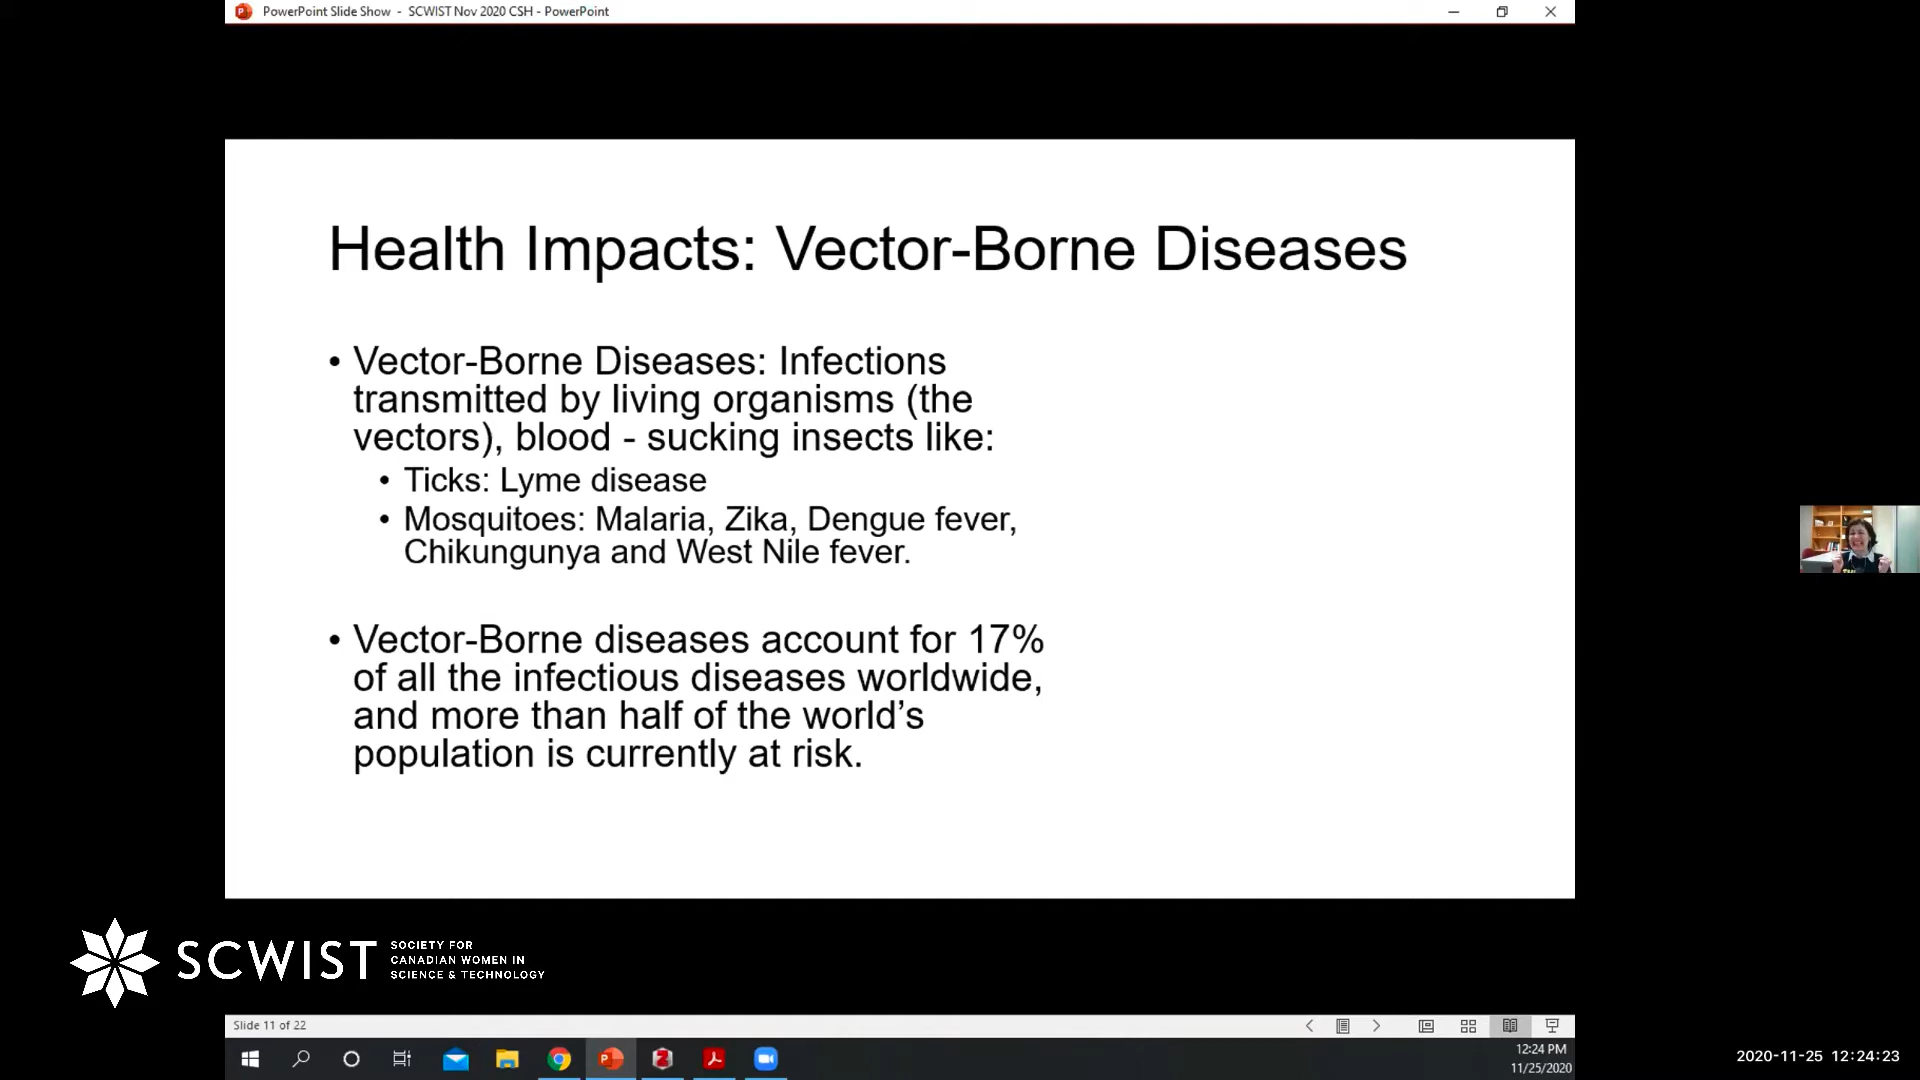 PowerPoint Slide Show - SCWIST Nov 2020 CSH - PowerPoint
Health Impacts: Vector-Borne Diseases
• Vector-Borne Diseases: Infections
transmitted by living organisms (the
vectors), blood - sucking insects like:
• Ticks: Lyme disease
• Mosquitoes: Malaria, Zika, Dengue fever,
Chikungunya and West Nile fever.
• Vector-Borne diseases account for 17%
of all the infectious diseases worldwide,
and more than half of the world’s
population is currently at risk.
SCWIST
SOCIETY FOR
CANADIAN WOMEN IN
SCIENCE & TECHNOLOGY
Slide 11 of 22
12:24 PM
11/25/2020
2020-11-25 12:24:23